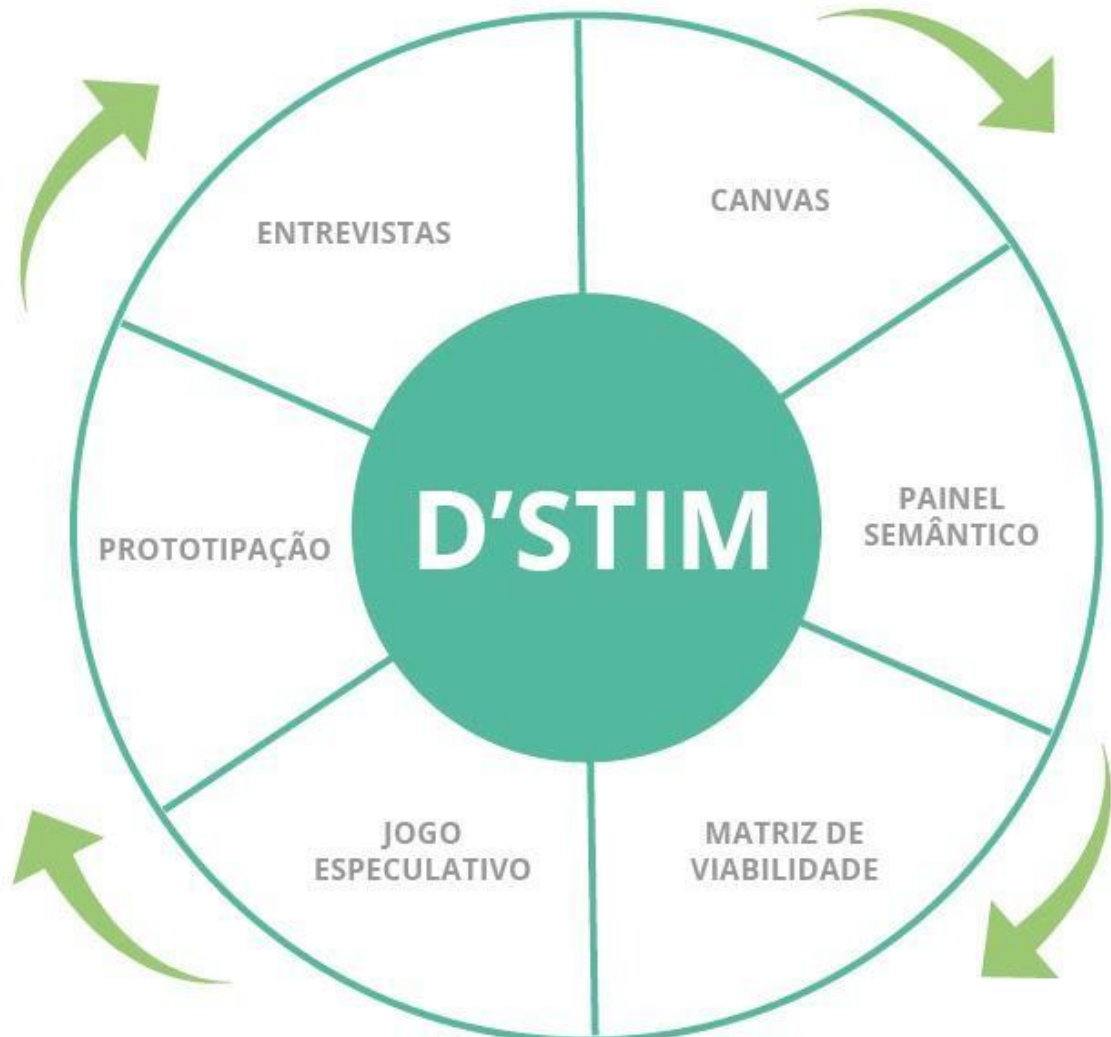 ENTREVISTAS
CANVAS
PAINEL
SEMÂNTICO
D'STIM
PROTOTIPAÇÃO
JOGO
ESPECULATIVO
MATRIZ DE
VIABILIDADE